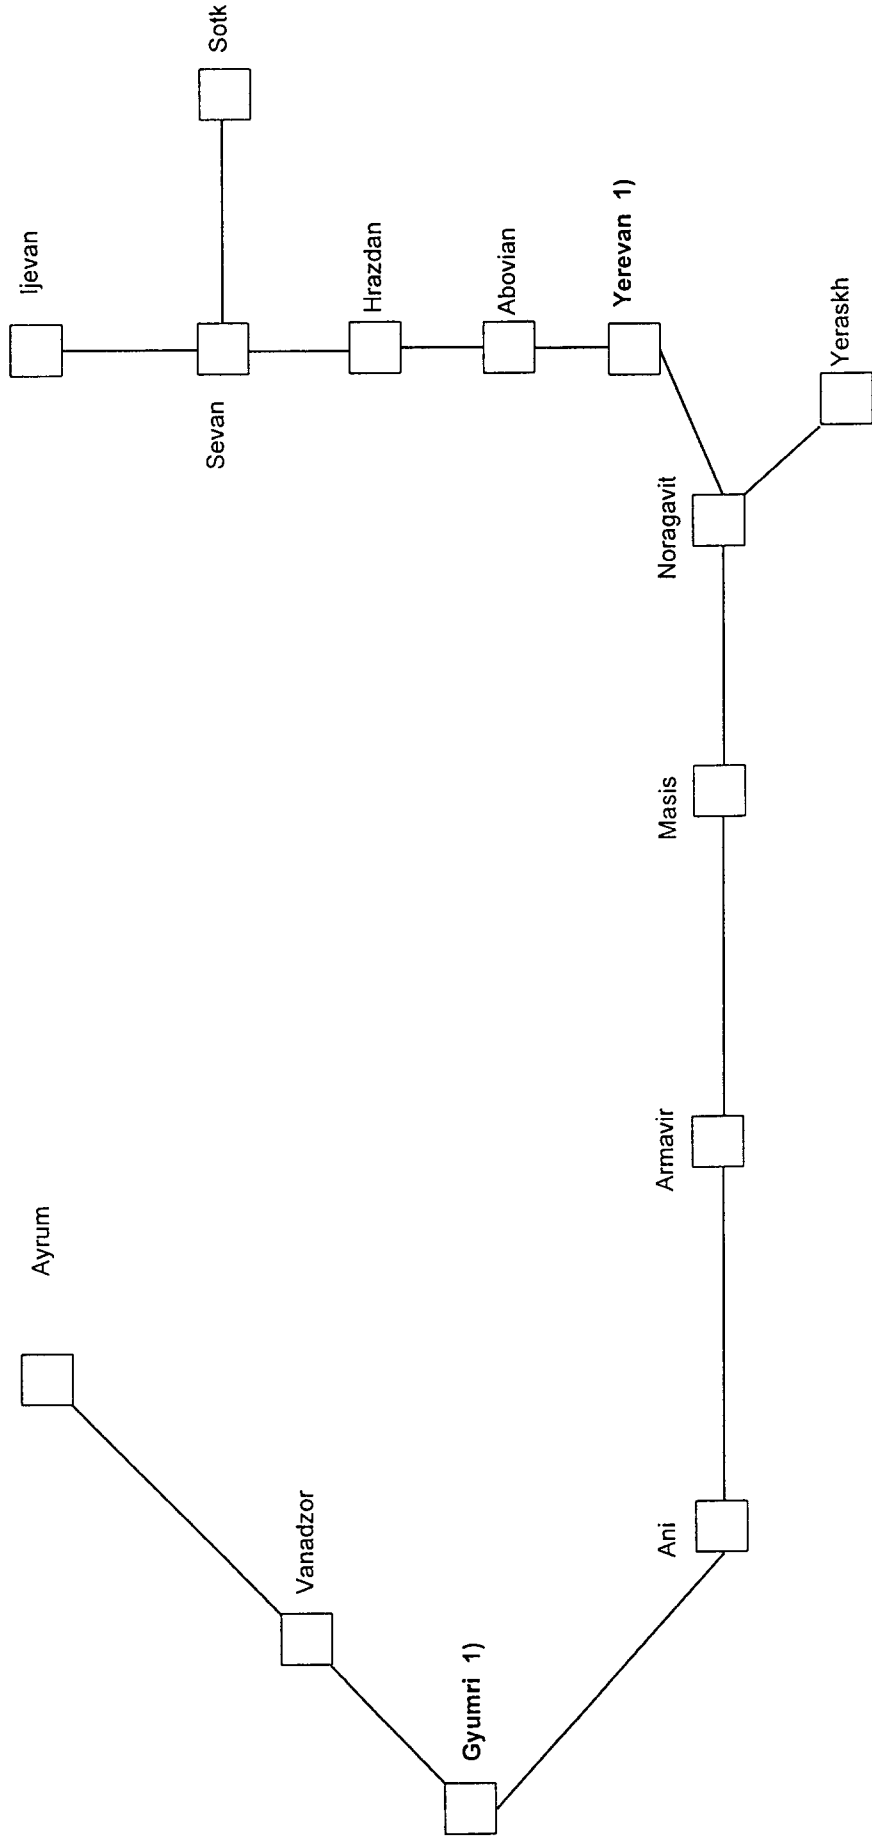 Ayrum
Ijevan
Sevan
Sotk
Vanadzor
Hrazdan
Gyumri 1)
Abovian
Yerevan 1)
Ani
Armavir
Masis
Noragavit
Yeraskh